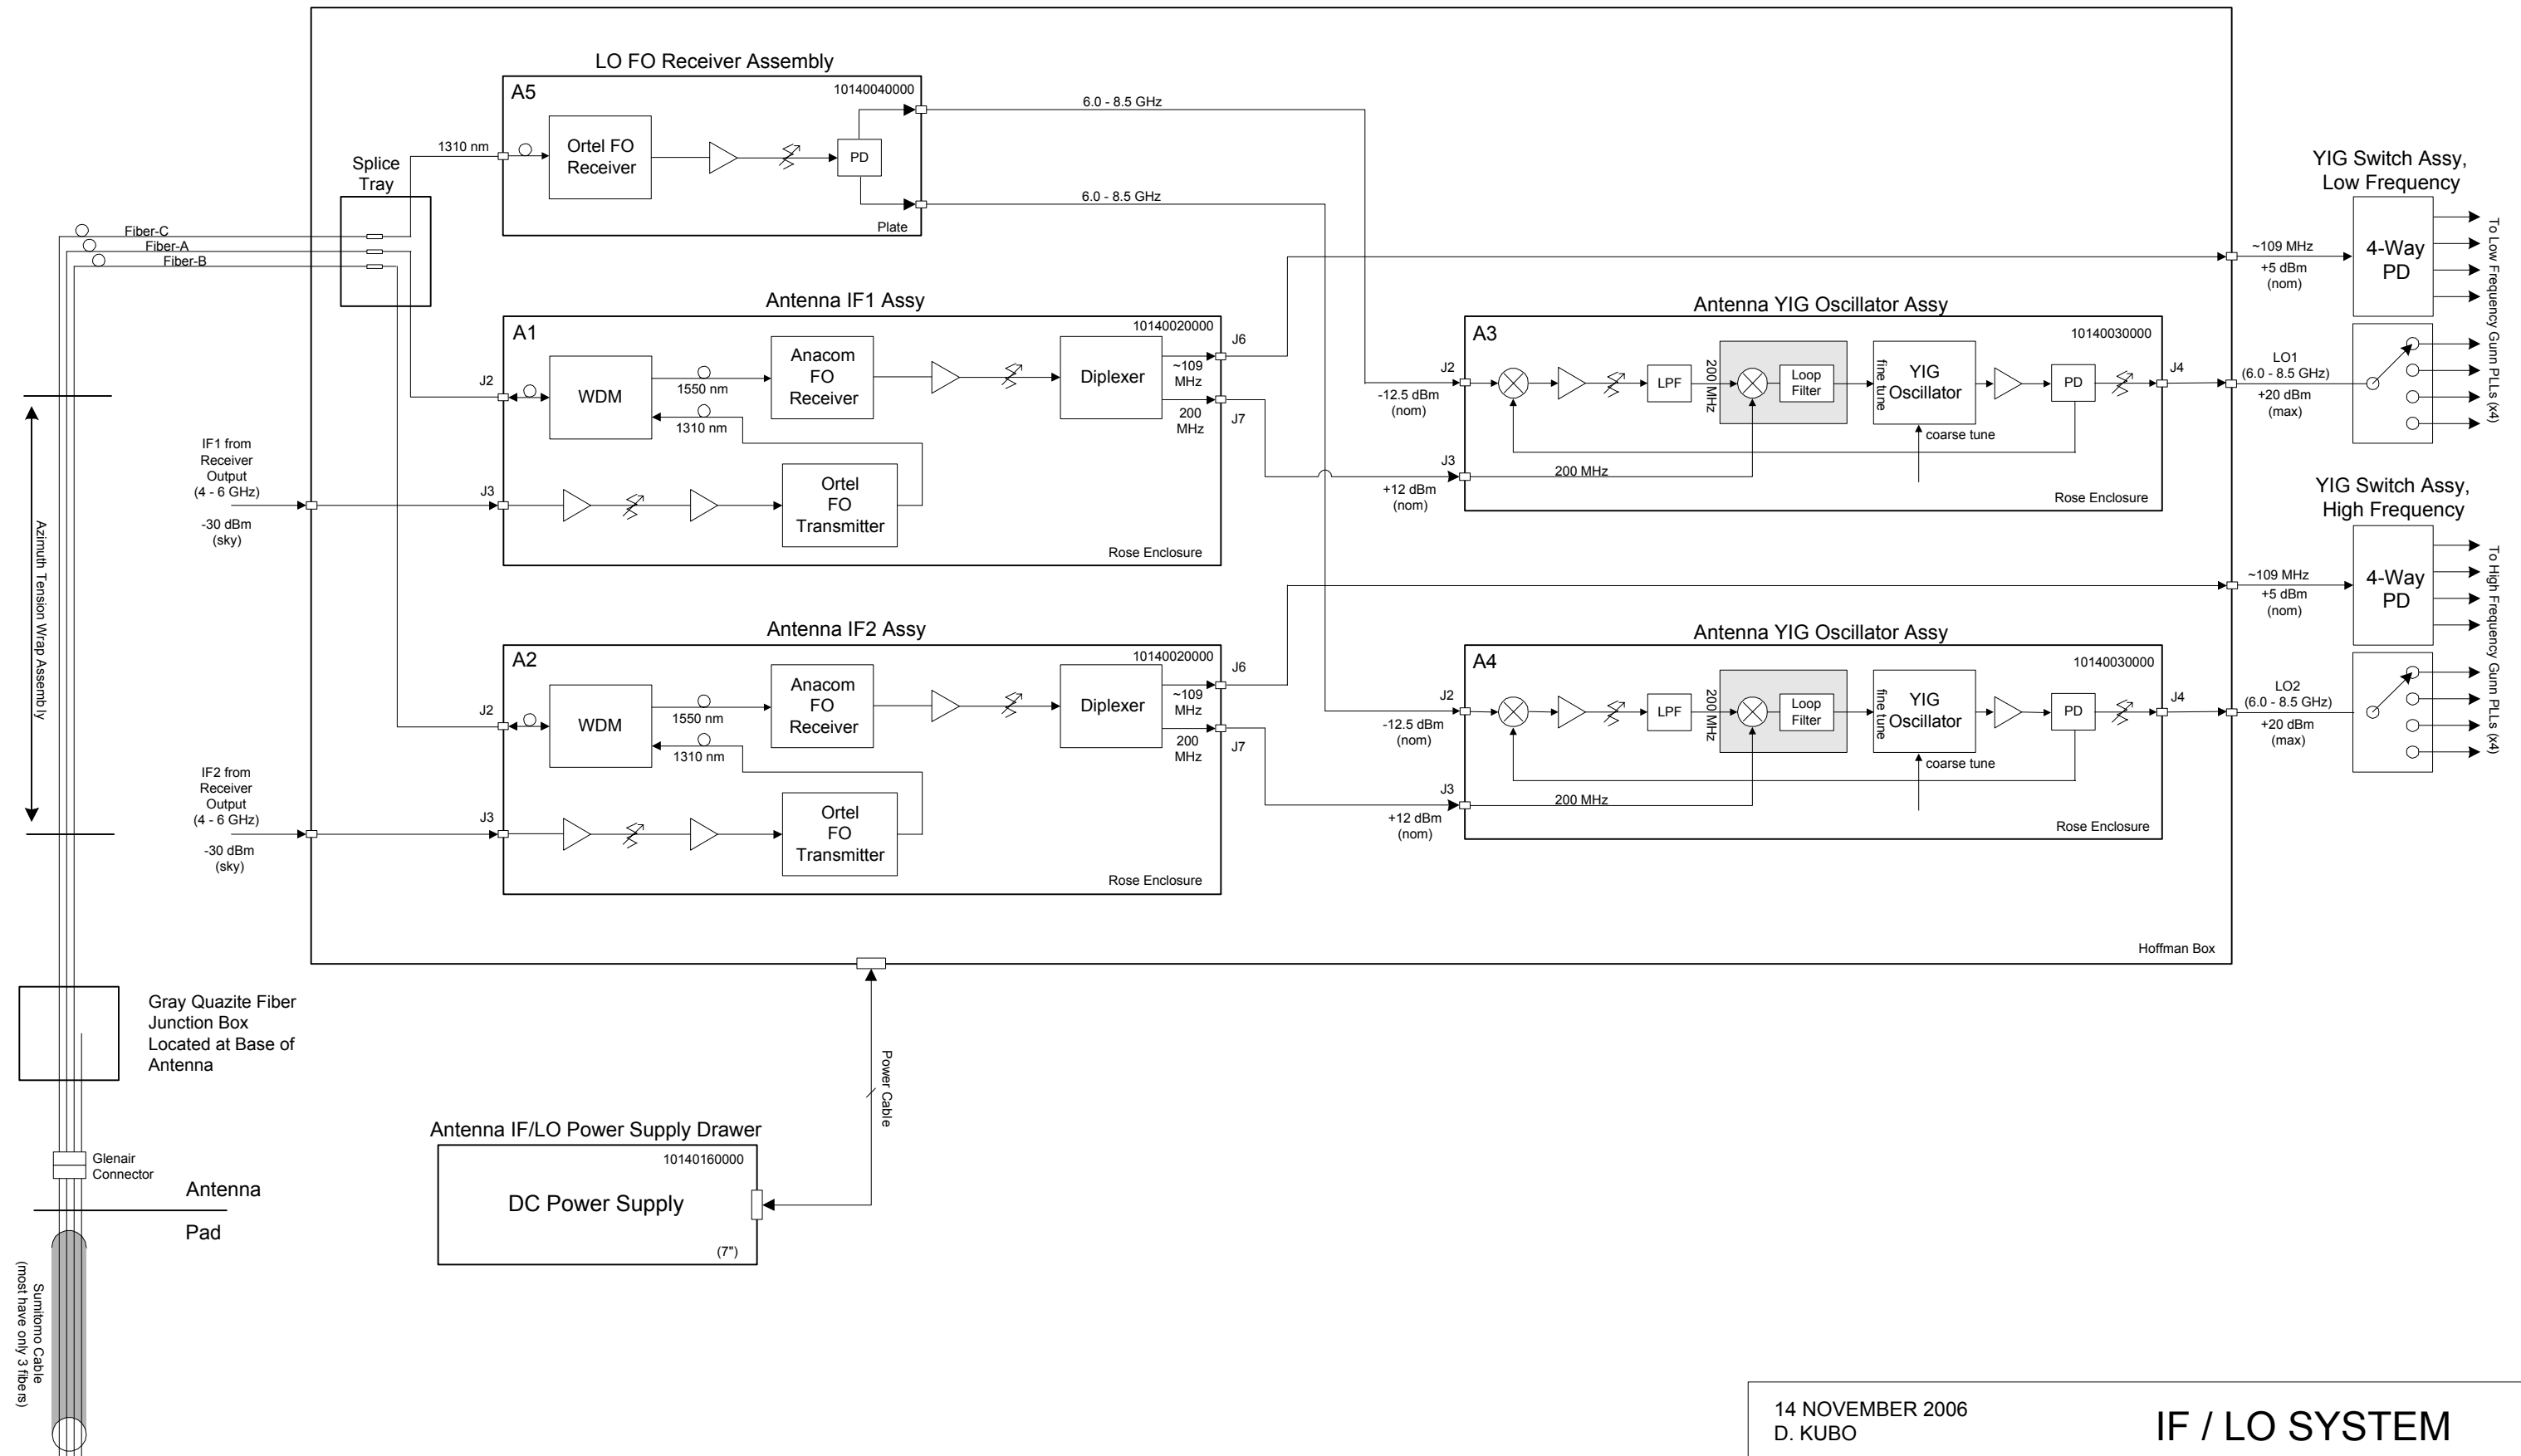 LO FO Receiver Assembly
A5
10140040000
Ortel FO
Receiver
PD
Plate
1310 nm
6.0 - 8.5 GHz
6.0 - 8.5 GHz
Splice
Tray
Fiber-C
Fiber-A
Fiber-B
Antenna IF1 Assy
A1
10140020000
J2
WDM
1550 nm
1310 nm
Anacom
FO
Receiver
Diplexer
~109
MHz
200
MHz
J6
J7
J3
Ortel
FO
Transmitter
Rose Enclosure
IF1 from
Receiver
Output
(4 - 6 GHz)
-30 dBm
(sky)
Antenna YIG Oscillator Assy
A3
10140030000
J2
-12.5 dBm
(nom)
LPF
200 MHz
Loop
Filter
fine tune
YIG
Oscillator
coarse tune
PD
J4
J3
+12 dBm
(nom)
200 MHz
Rose Enclosure
YIG Switch Assy,
Low Frequency
4-Way
PD
~109 MHz
+5 dBm
(nom)
LO1
(6.0 - 8.5 GHz)
+20 dBm
(max)
To Low Frequency Gunn PLLs (x4)
Antenna IF2 Assy
A2
10140020000
J2
WDM
1550 nm
1310 nm
Anacom
FO
Receiver
Diplexer
~109
MHz
200
MHz
J6
J7
J3
Ortel
FO
Transmitter
Rose Enclosure
IF2 from
Receiver
Output
(4 - 6 GHz)
-30 dBm
(sky)
Antenna YIG Oscillator Assy
A4
10140030000
J2
-12.5 dBm
(nom)
LPF
200 MHz
Loop
Filter
fine tune
YIG
Oscillator
coarse tune
PD
J4
J3
+12 dBm
(nom)
200 MHz
Rose Enclosure
YIG Switch Assy,
High Frequency
4-Way
PD
~109 MHz
+5 dBm
(nom)
LO2
(6.0 - 8.5 GHz)
+20 dBm
(max)
To High Frequency Gunn PLLs (x4)
Hoffman Box
Azimuth Tension Wrap Assembly
Gray Quazite Fiber
Junction Box
Located at Base of
Antenna
Glenair
Connector
Antenna
Pad
Sumitomo Cable
(most have only 3 fibers)
Power Cable
Antenna IF/LO Power Supply Drawer
10140160000
DC Power Supply
(7")
14 NOVEMBER 2006
D. KUBO
IF / LO SYSTEM